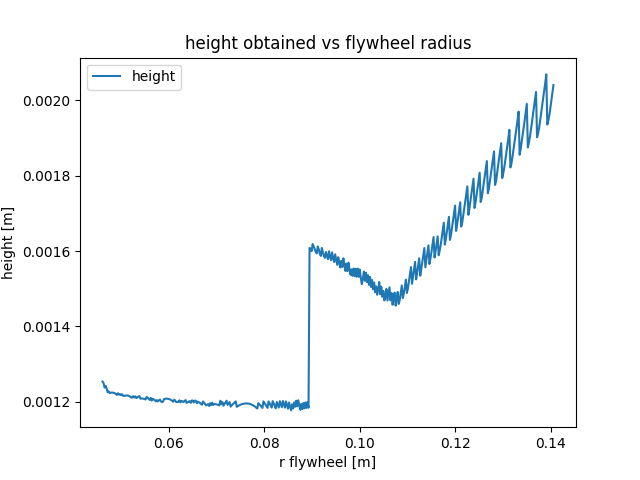 height obtained vs flywheel radius
height
0.0020
0.0018
0.0016
0.0014
0.0012
height [m]
0.06 0.08 0.10 0.12 0.14
r flywheel [m]